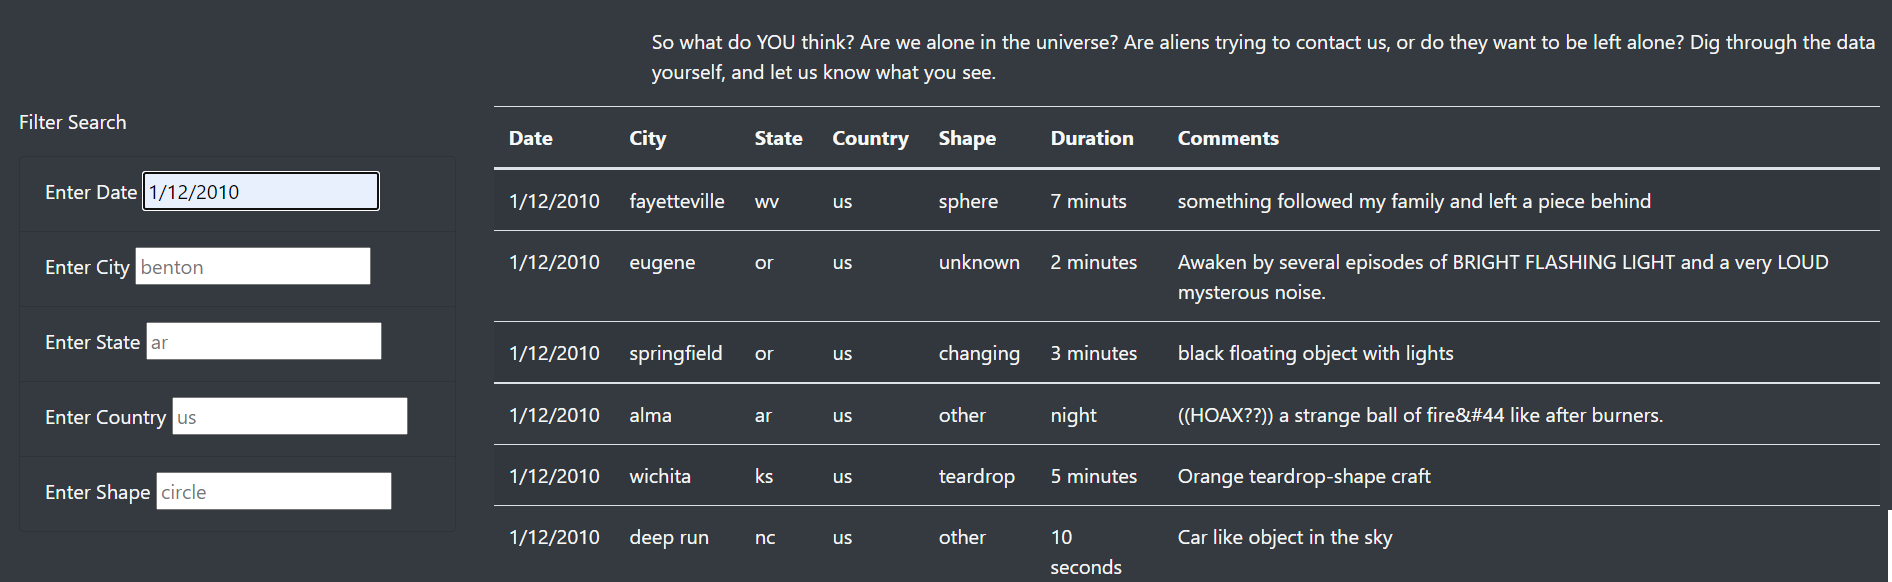 So what do YOU think? Are we alone in the universe? Are aliens trying to contact us, or do they want to be left alone? Dig through the data
yourself, and let us know what you see.
Filter Search
Enter Date 1/12/2010
Enter City benton
Enter State ar
Enter Country us
Enter Shape circle
Date City State Country Shape Duration Comments
1/12/2010 fayetteville wv us sphere 7 minuts something followed my family and left a piece behind
1/12/2010 eugene or us unknown 2 minutes Awaken by several episodes of BRIGHT FLASHING LIGHT and a very LOUD
mysterous noise.
1/12/2010 springfield or us changing 3 minutes black floating object with lights
1/12/2010 alma ar us other night ((HOAX??)) a strange ball of fire&#44 like after burners.
1/12/2010 wichita ks us teardrop 5 minutes Orange teardrop-shape craft
1/12/2010 deep run nc us other 10 Car like object in the sky
seconds